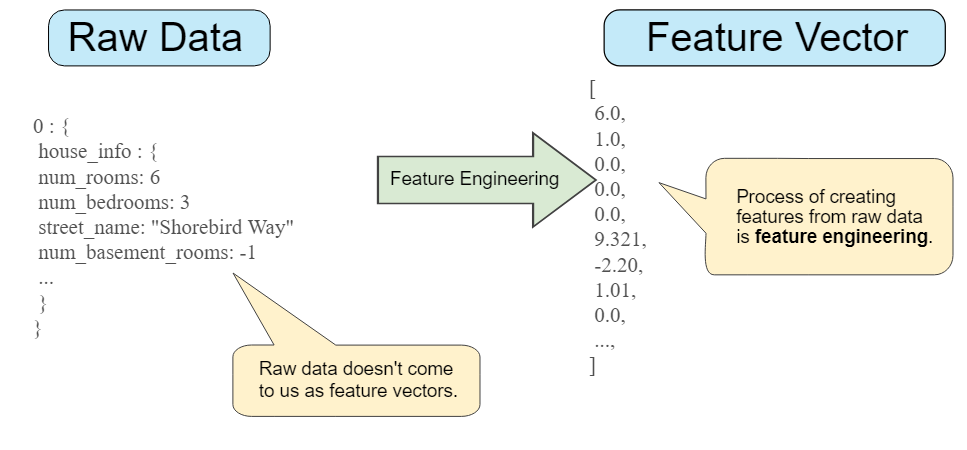 Raw Data
0 : {
house_info : {
num_rooms: 6
num_bedrooms: 3
street_name: "Shorebird Way"
num_basement_rooms: -1
...
}
}
Raw data doesn't come
to us as feature vectors.
Feature Engineering
Feature Vector
[
6.0,
1.0,
0.0,
0.0,
0.0,
9.321,
-2.20,
1.01,
0.0,
...,
]
Process of creating
features from raw data
is feature engineering.